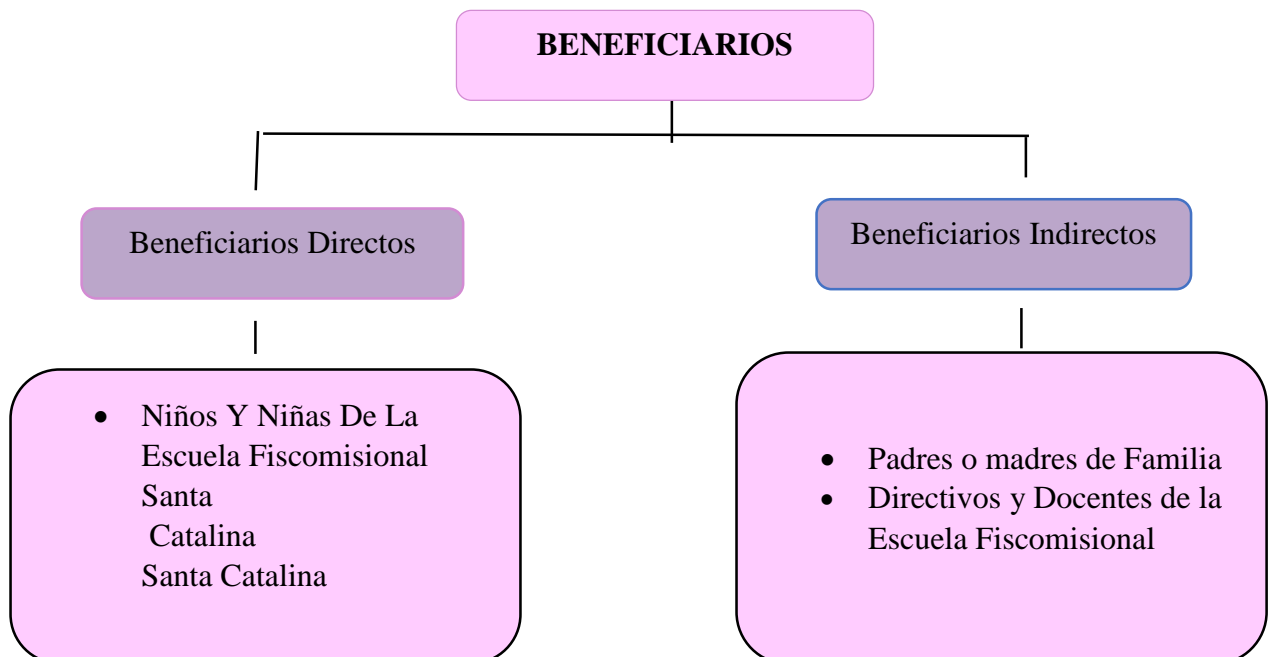 BENEFICIARIOS
Beneficiarios Directos
Beneficiarios Indirectos
• Niños Y Niñas De La
Escuela Fiscomisional
Santa
Catalina
Santa Catalina
• Padres o madres de Familia
• Directivos y Docentes de la
Escuela Fiscomisional